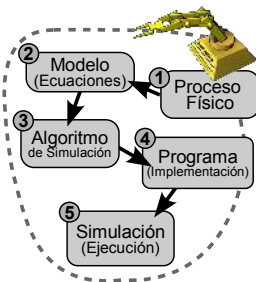 1
Proceso
Físico
2
Modelo
(Ecuaciones)
3
Algoritmo
de Simulación
4
Programa
(Implementación)
5
Simulación
(Ejecución)